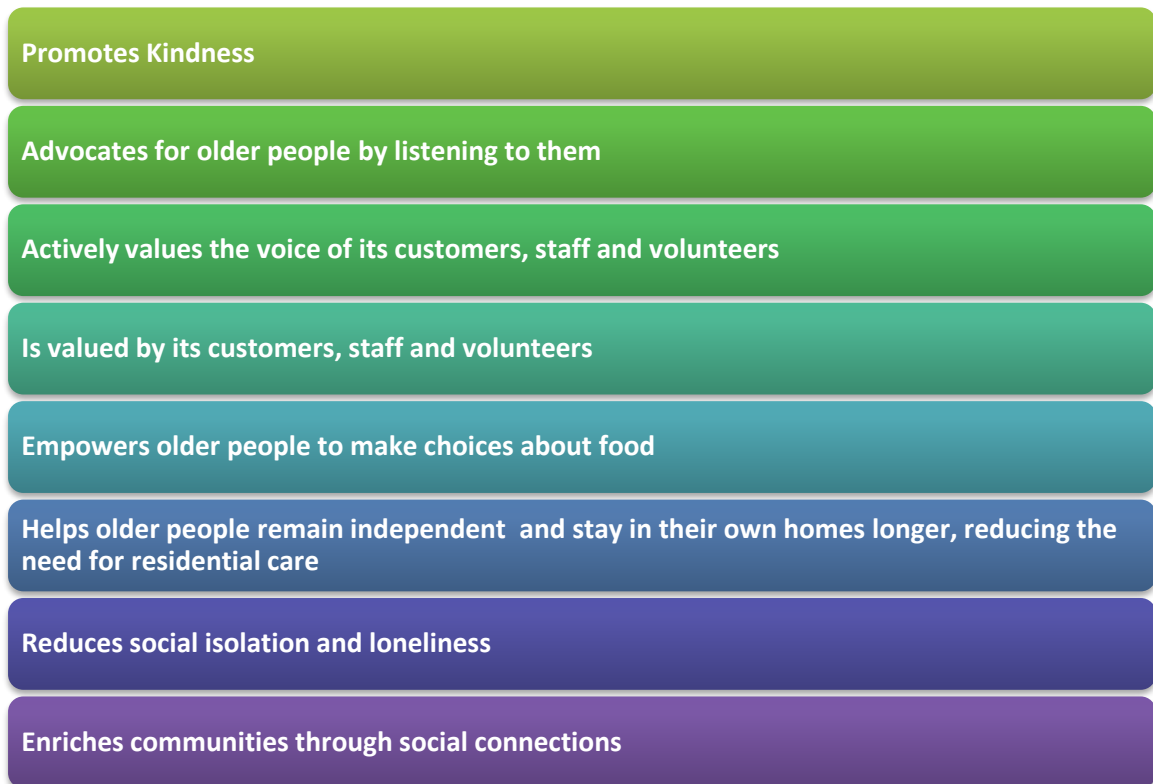 Promotes Kindness
Advocates for older people by listening to them
Actively values the voice of its customers, staff and volunteers
Is valued by its customers, staff and volunteers
Empowers older people to make choices about food
Helps older people remain independent  and stay in their own homes longer, reducing the
need for residential care
Reduces social isolation and loneliness
Enriches communities through social connections